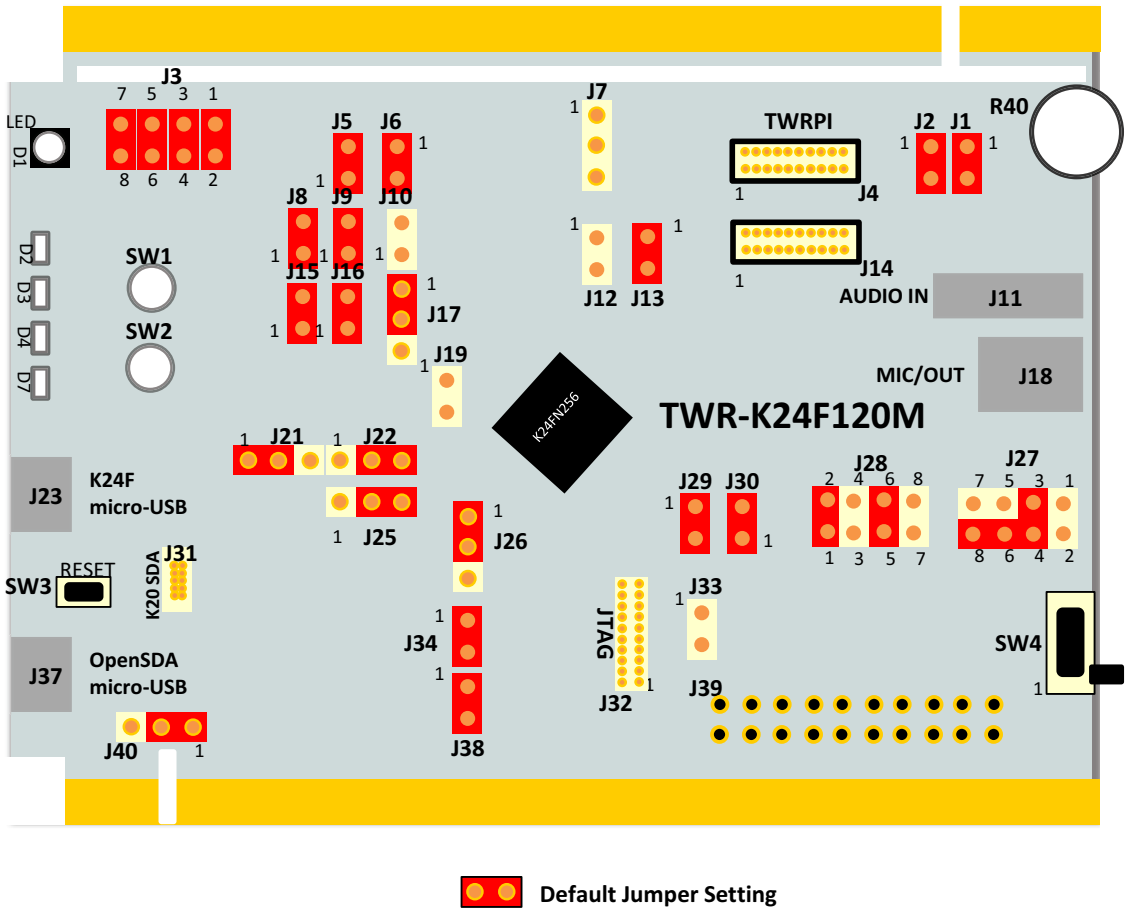 J3
7 5 3 1
LED
D1
8 6 4 2
J5 J6
1
1
J7
1
TWRPI
1
J4
J2 J1
1 1
R40
J8 J9 J10
1 1 1
J15 J16
1 1
1
J17
1
J12
1
J13
1
J14
AUDIO IN
J11
D2
D3
D4
D7
SW1
SW2
1
J19
MIC/OUT
J18
K24FN256
TWR-K24F120M
1
J21
1
J22
1
J25
J23
K24F
micro-USB
1
J26
J29 J30
1
1
J28
2 4 6 8
1 3 5 7
J27
7 5 3 1
8 6 4 2
RESET
SW3
J31
K20 SDA
J37
OpenSDA
micro-USB
J40
1
1
J34
1
J38
JTAG
J32
1
J33
1
J39
SW4
1
Default Jumper Setting